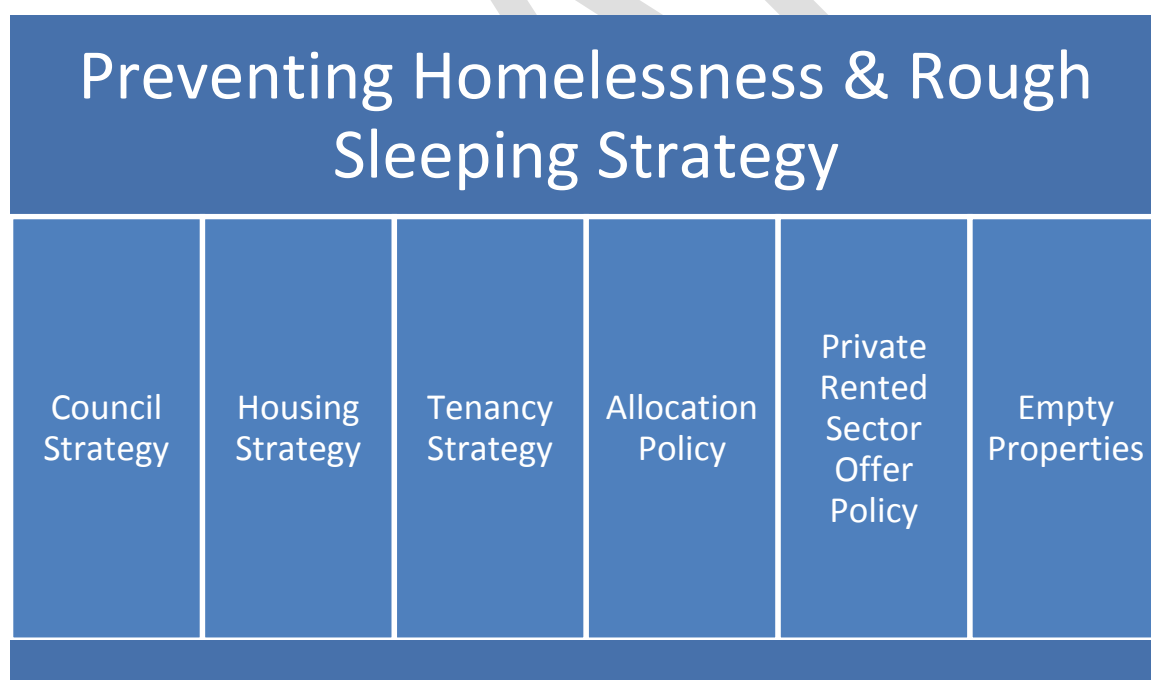 Preventing Homelessness & Rough
Sleeping Strategy
Council
Strategy
Housing
Strategy
Tenancy
Strategy
Allocation
Policy
Private
Rented
Sector
Offer
Policy
Empty
Properties